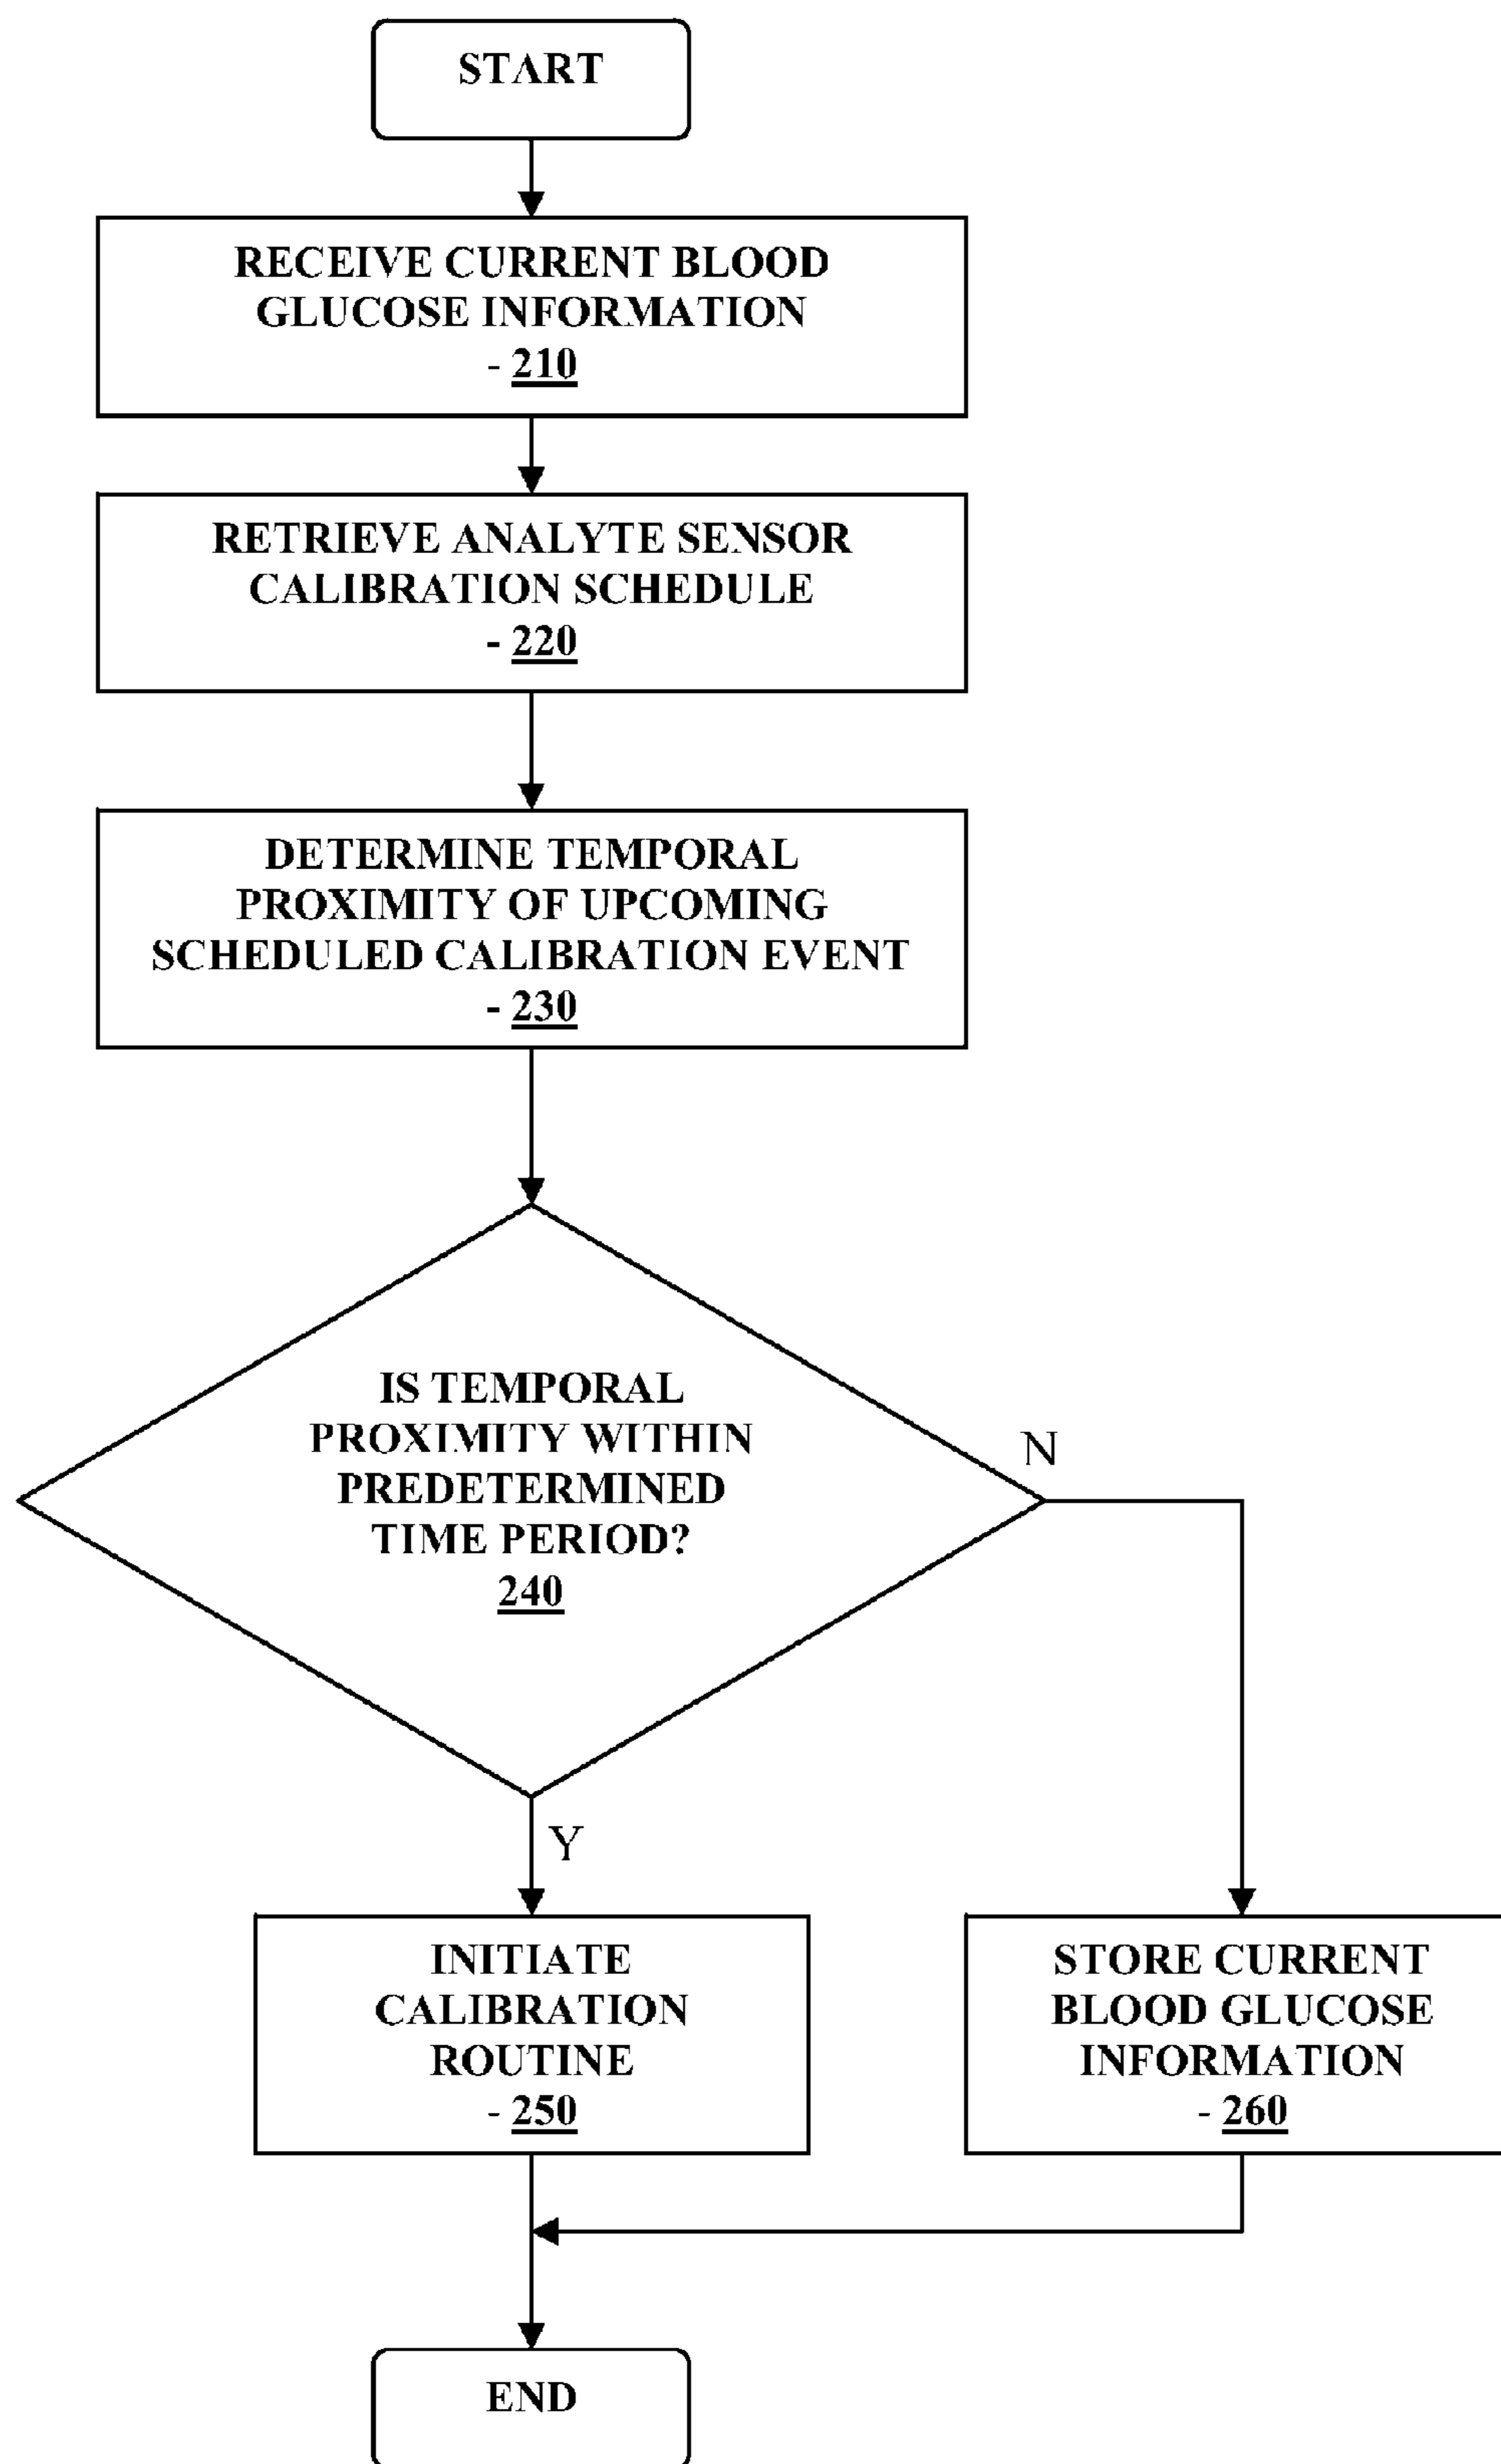 START
RECEIVE CURRENT BLOOD
GLUCOSE INFORMATION
- 210
RETRIEVE ANALYTE SENSOR
CALIBRATION SCHEDULE
- 220
DETERMINE TEMPORAL
PROXIMITY OF UPCOMING
SCHEDULED CALIBRATION EVENT
- 230
IS TEMPORAL
PROXIMITY WITHIN
PREDETERMINED
TIME PERIOD?
240
N
Y
INITIATE
CALIBRATION
ROUTINE
- 250
STORE CURRENT
BLOOD GLUCOSE
INFORMATION
- 260
END